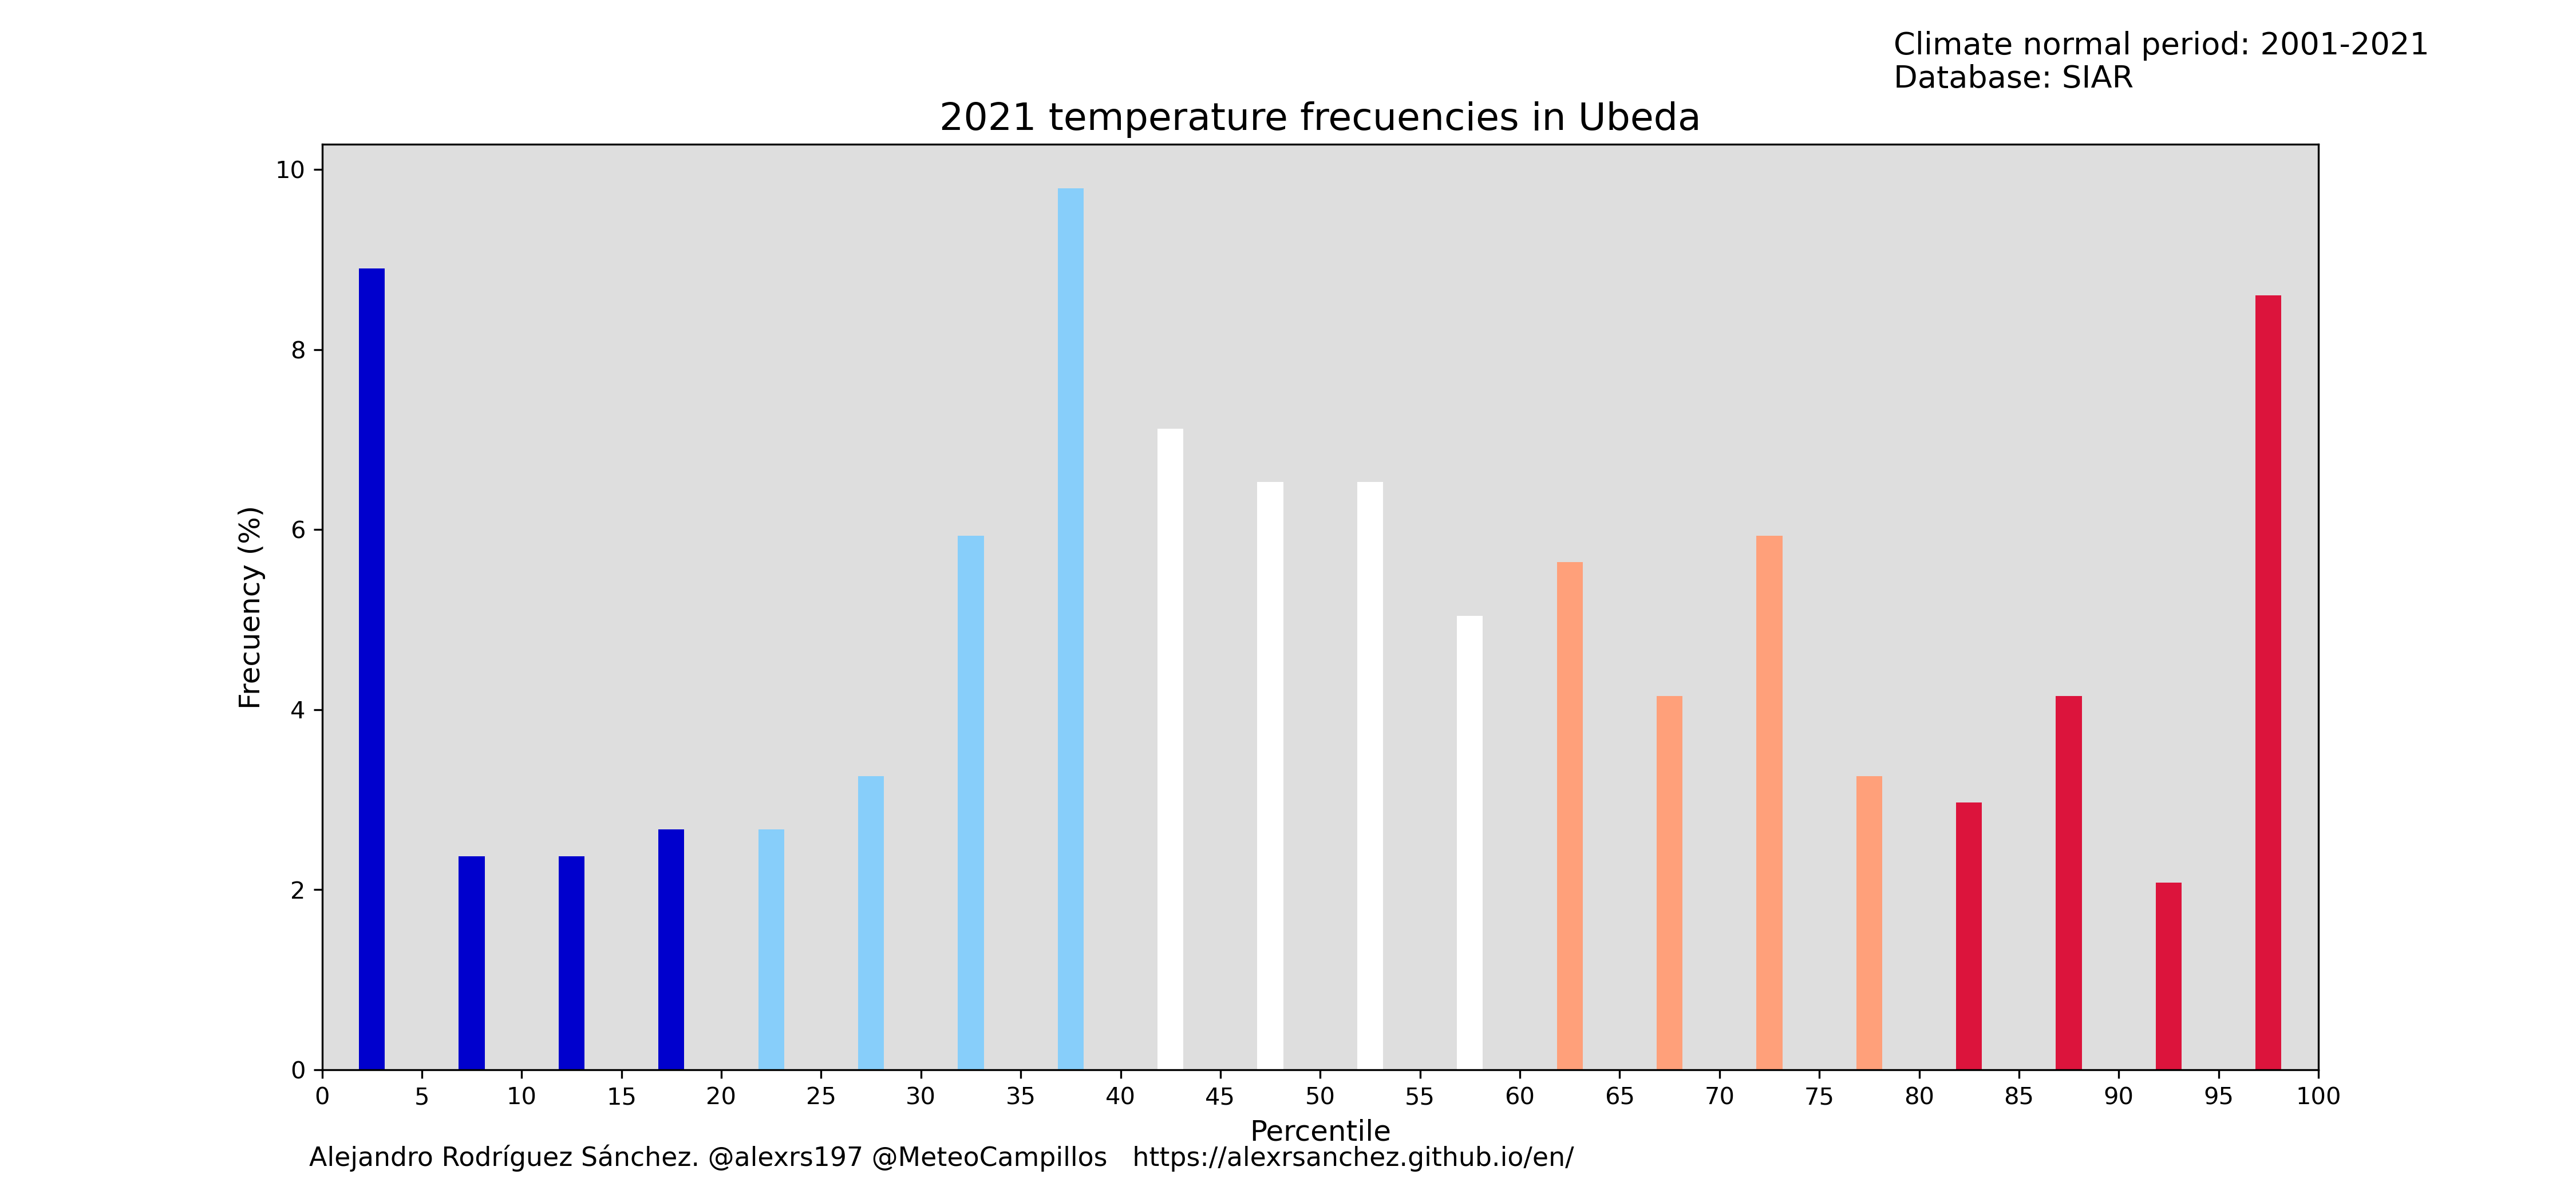 Climate normal period: 2001-2021
Database: SIAR
2021 temperature frecuencies in Ubeda
10
8
6
4
2
0
Frecuency (%)
0 5 10 15 20 25 30 35 40 45 50 55 60 65 70 75 80 85 90 95 100
Percentile
Alejandro Rodríguez Sánchez. @alexrs197 @MeteoCampillos https://alexrsanchez.github.io/en/